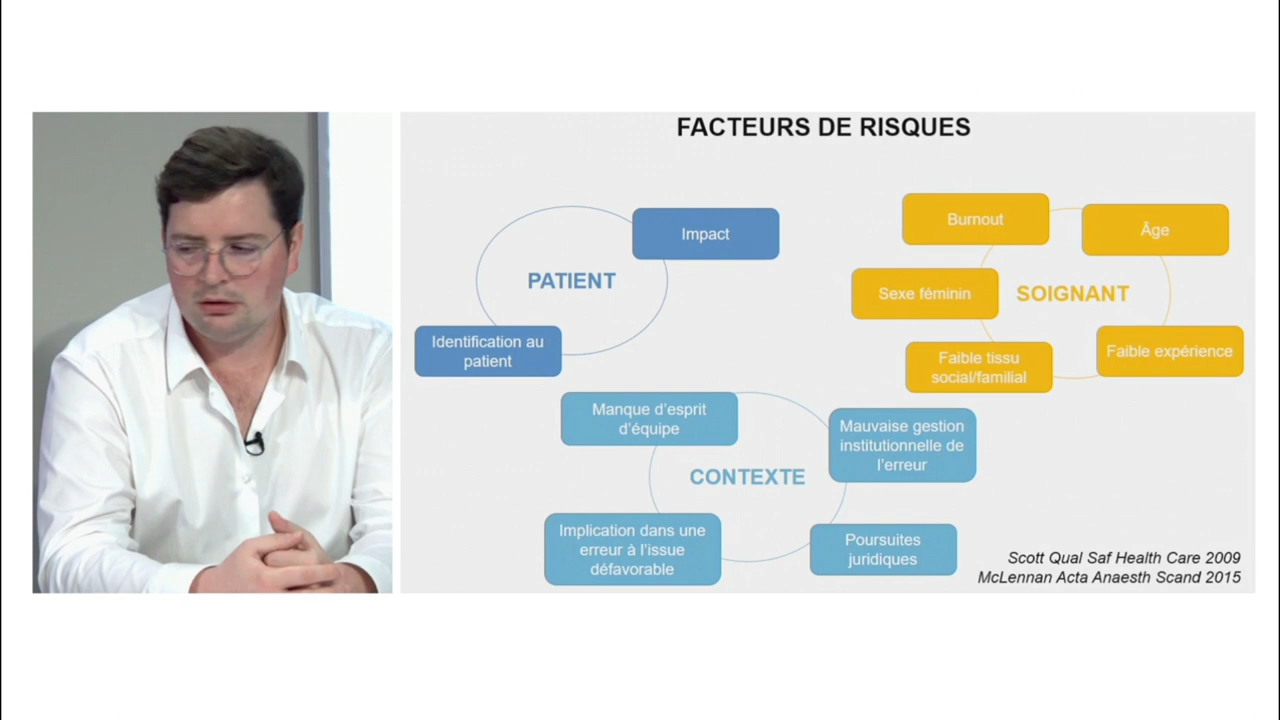 FACTEURS DE RISQUES
Impact
PATIENT
Identification au
patient
Burnout
Âge
Sexe féminin
SOIGNANT
Faible tissu
social/familial
Faible expérience
Manque d'esprit
d'équipe
Mauvaise gestion
institutionnelle de
l'erreur
CONTEXTE
Implication dans une
erreur à l'issue
défavorable
Poursuites
juridiques
Scott Qual Saf Health Care 2009
McLennan Acta Anaesth Scand 2015